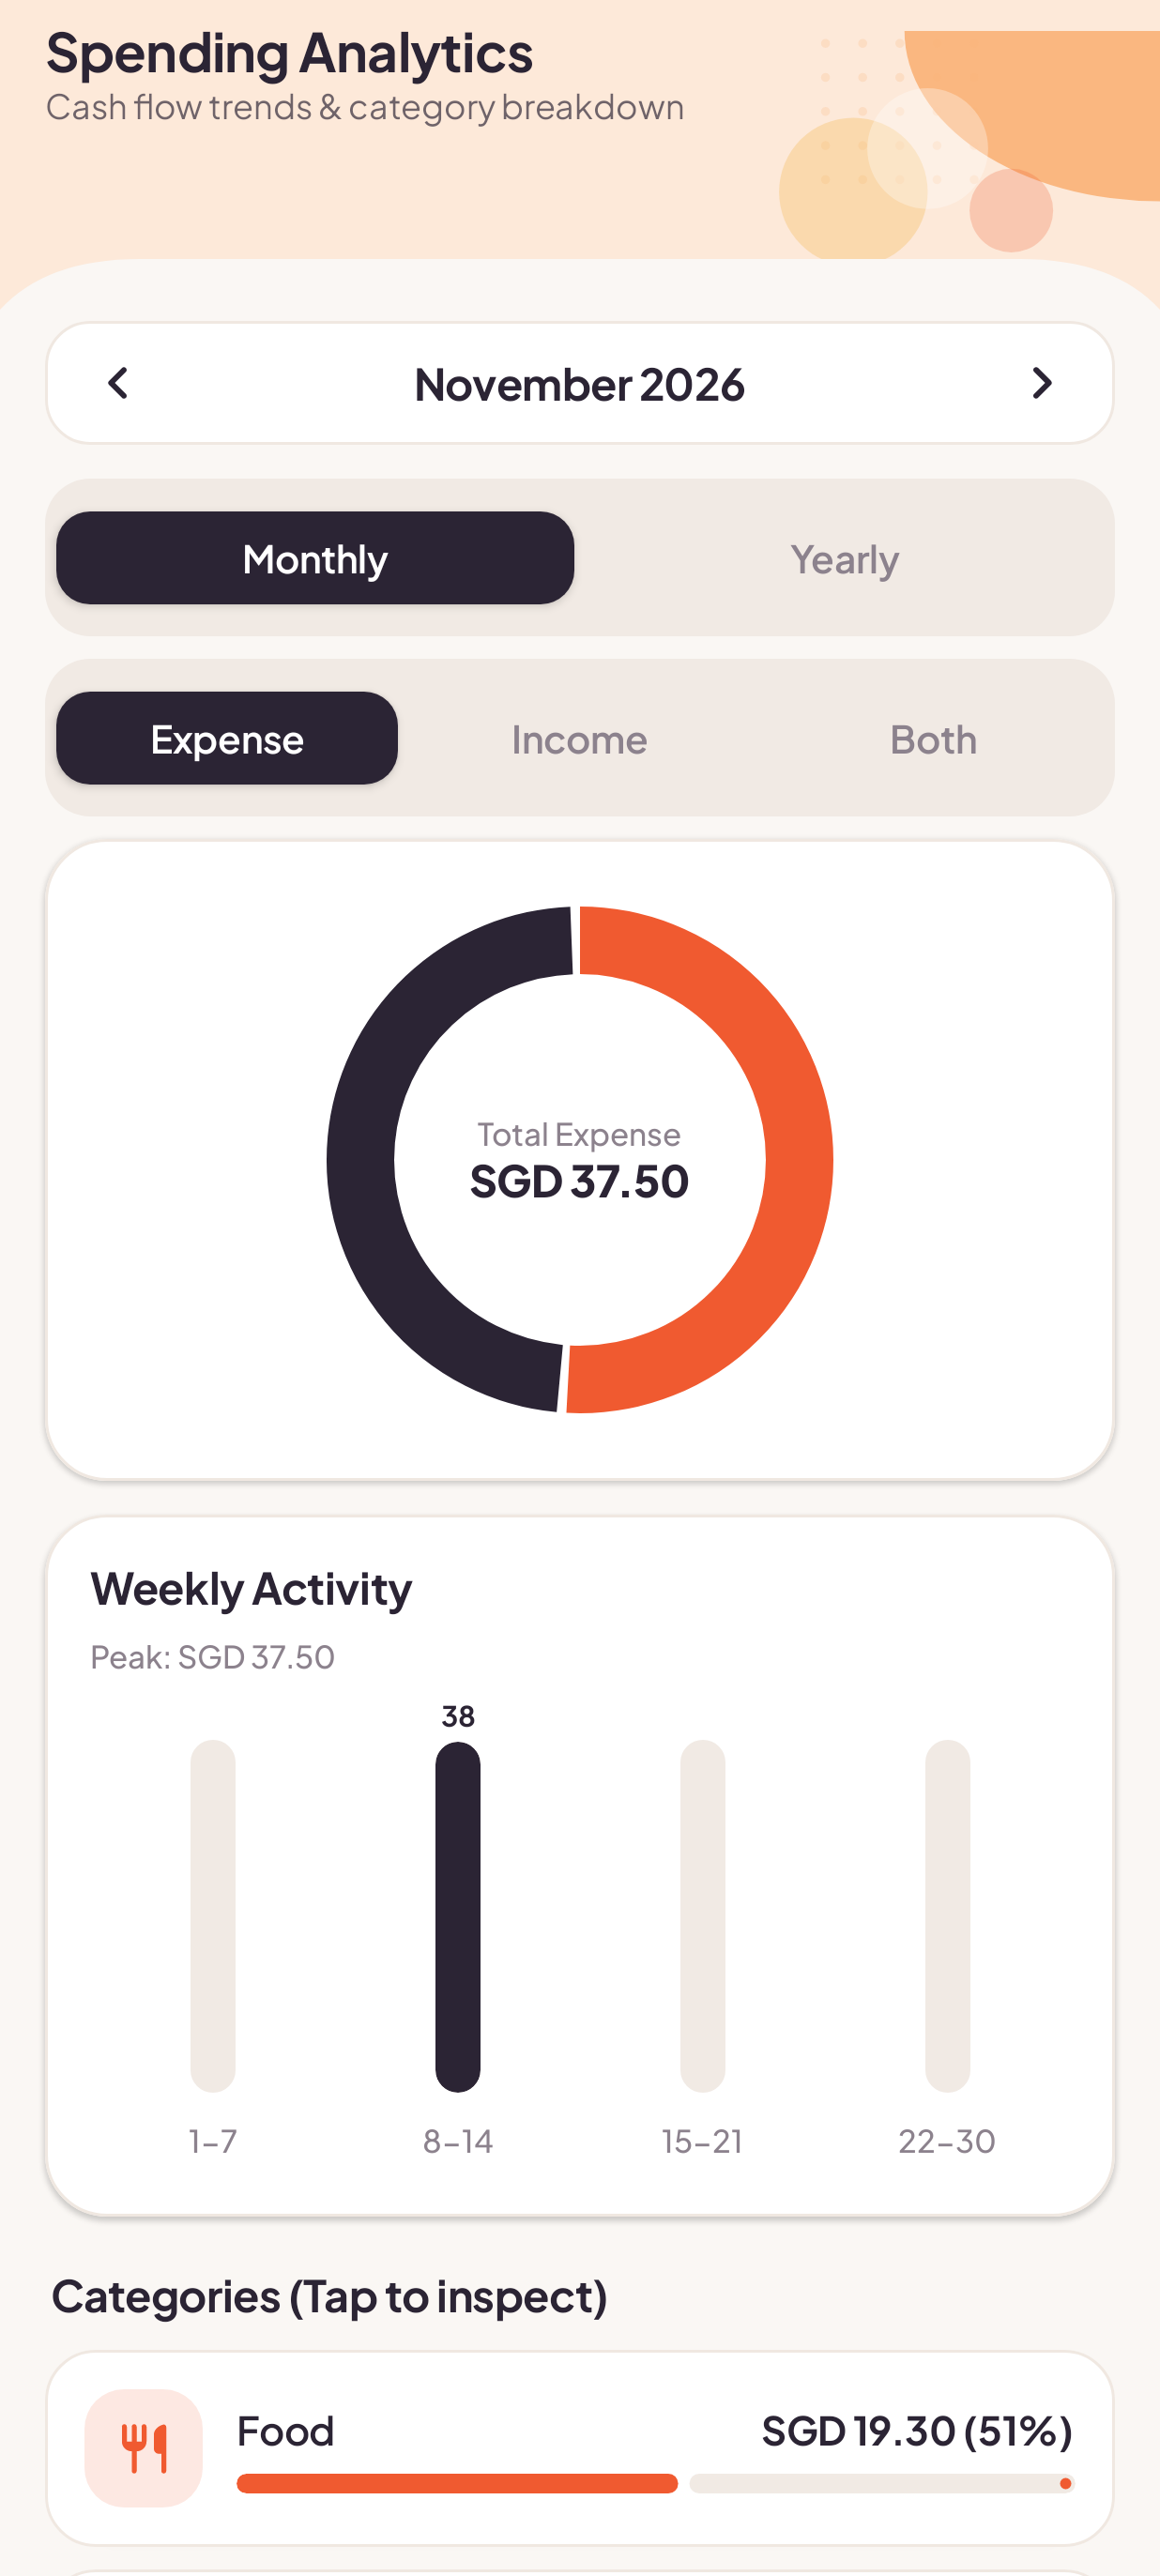 Spending Analytics
Cash flow trends & category breakdown
November 2026
Monthly
Yearly
Expense
Income
Both
Total Expense
SGD 37.50
Weekly Activity
Peak: SGD 37.50
38
1–7
8–14
15–21
22–30
Categories (Tap to inspect)
Food
SGD 19.30 (51%)